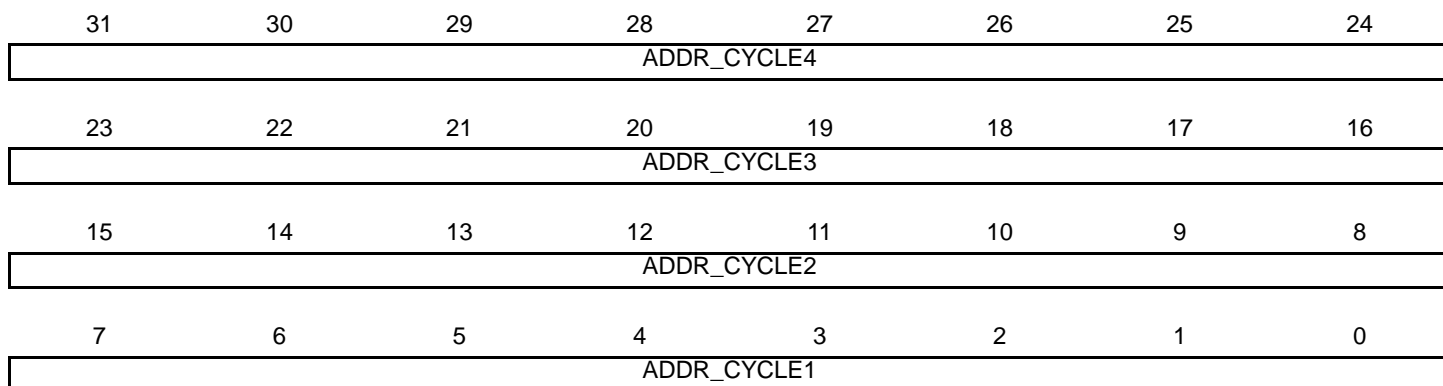 31 30 29 28 27 26 25 24
ADDR_CYCLE4
23 22 21 20 19 18 17 16
ADDR_CYCLE3
15 14 13 12 11 10 9 8
ADDR_CYCLE2
7 6 5 4 3 2 1 0
ADDR_CYCLE1